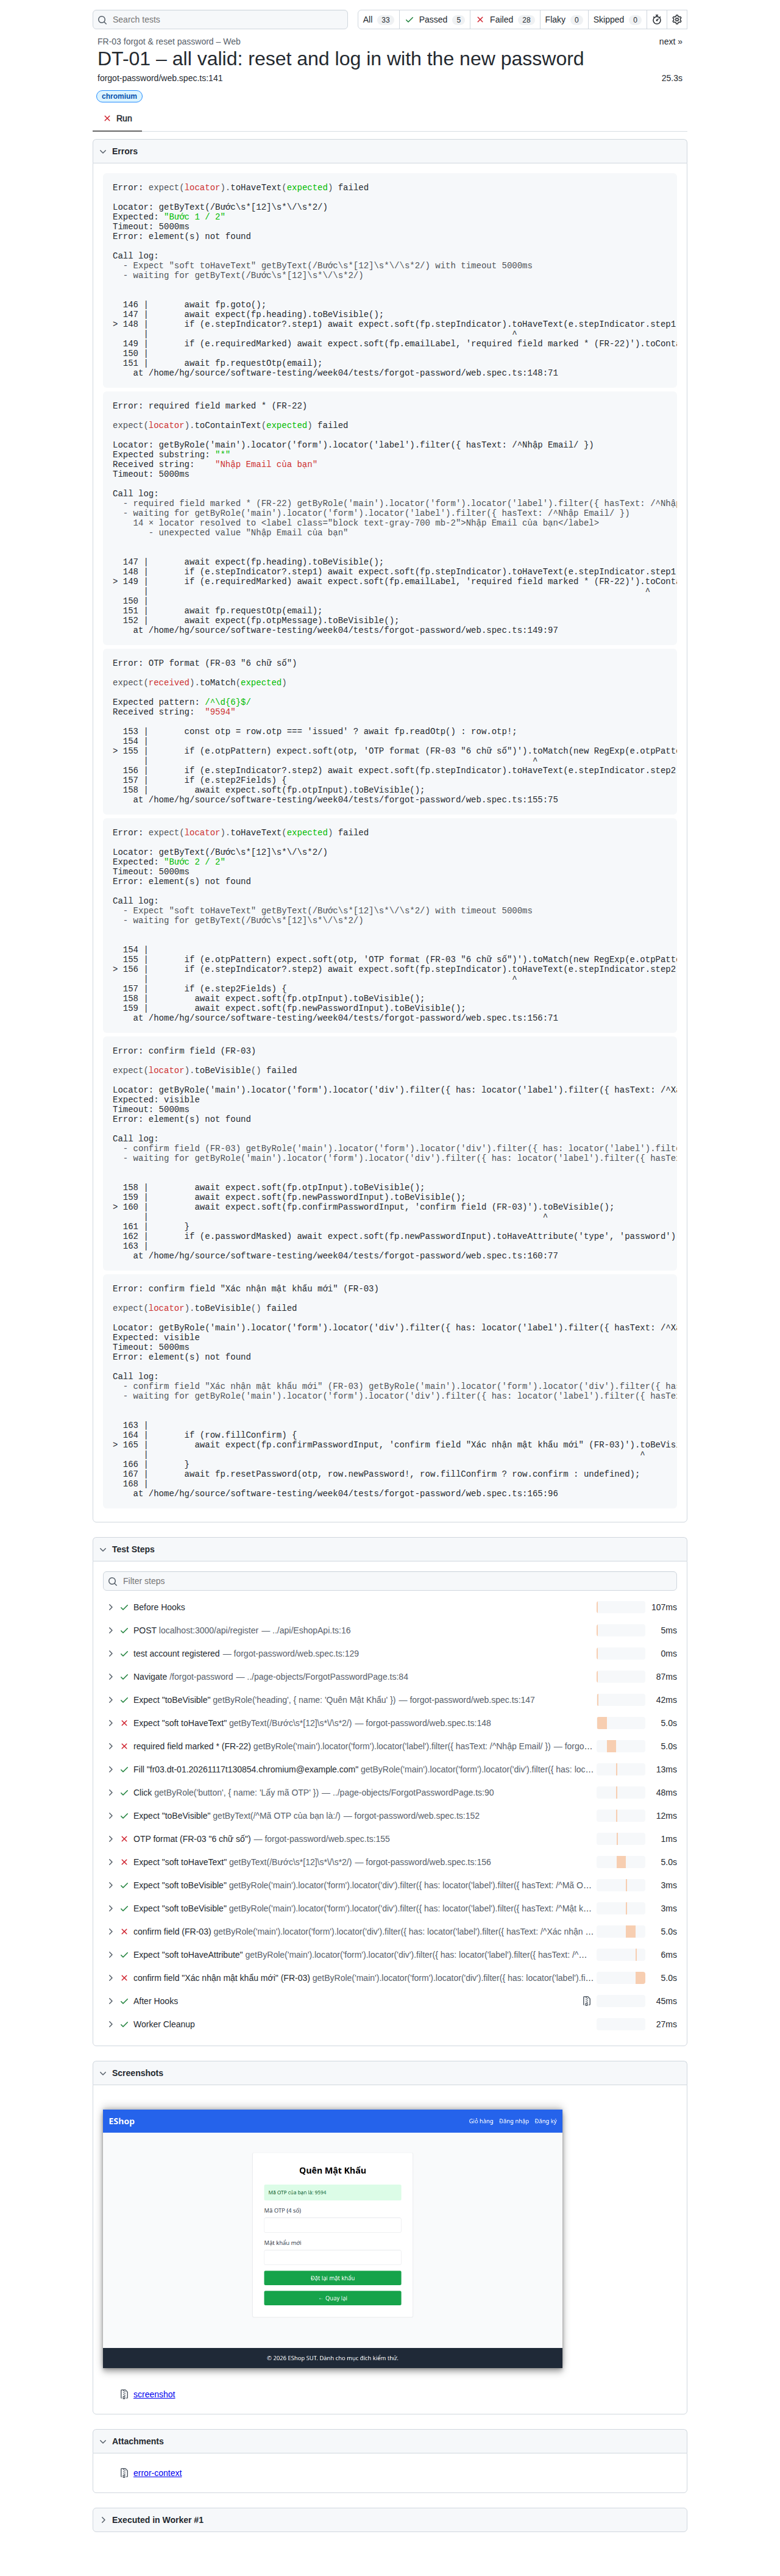 Search tests
All 33 Passed 5 Failed 28 Flaky 0 Skipped 0
FR-03 forgot & reset password – Web
next »
DT-01 – all valid: reset and log in with the new password
forgot-password/web.spec.ts:141
25.3s
chromium
Run
Errors
Error: expect(locator).toHaveText(expected) failed
Locator: getByText(/Bước\s*[12]\s*\/\s*2/)
Expected: "Bước 1 / 2"
Timeout: 5000ms
Error: element(s) not found
Call log:
- Expect "soft toHaveText" getByText(/Bước\s*[12]\s*\/\s*2/) with timeout 5000ms
- waiting for getByText(/Bước\s*[12]\s*\/\s*2/)
146 | await fp.goto();
147 | await expect(fp.heading).toBeVisible();
> 148 | if (e.stepIndicator?.step1) await expect.soft(fp.stepIndicator).toHaveText(e.stepIndicator.step1
| ^
149 | if (e.requiredMarked) await expect.soft(fp.emailLabel, 'required field marked * (FR-22)').toConta
150 |
151 | await fp.requestOtp(email);
at /home/hg/source/software-testing/week04/tests/forgot-password/web.spec.ts:148:71
Error: required field marked * (FR-22)
expect(locator).toContainText(expected) failed
Locator: getByRole('main').locator('form').locator('label').filter({ hasText: /^Nhập Email/ })
Expected substring: "*"
Received string: "Nhập Email của bạn"
Timeout: 5000ms
Call log:
- required field marked * (FR-22) getByRole('main').locator('form').locator('label').filter({ hasText: /^Nhập
- waiting for getByRole('main').locator('form').locator('label').filter({ hasText: /^Nhập Email/ })
14 × locator resolved to <label class="block text-gray-700 mb-2">Nhập Email của bạn</label>
- unexpected value "Nhập Email của bạn"
147 | await expect(fp.heading).toBeVisible();
148 | if (e.stepIndicator?.step1) await expect.soft(fp.stepIndicator).toHaveText(e.stepIndicator.step1
> 149 | if (e.requiredMarked) await expect.soft(fp.emailLabel, 'required field marked * (FR-22)').toConta
| ^
150 |
151 | await fp.requestOtp(email);
152 | await expect(fp.otpMessage).toBeVisible();
at /home/hg/source/software-testing/week04/tests/forgot-password/web.spec.ts:149:97
Error: OTP format (FR-03 "6 chữ số")
expect(received).toMatch(expected)
Expected pattern: /^\d{6}$/
Received string: "9594"
153 | const otp = row.otp === 'issued' ? await fp.readOtp() : row.otp!;
154 |
> 155 | if (e.otpPattern) expect.soft(otp, 'OTP format (FR-03 "6 chữ số")').toMatch(new RegExp(e.otpPatte
| ^
156 | if (e.stepIndicator?.step2) await expect.soft(fp.stepIndicator).toHaveText(e.stepIndicator.step2
157 | if (e.step2Fields) {
158 | await expect.soft(fp.otpInput).toBeVisible();
at /home/hg/source/software-testing/week04/tests/forgot-password/web.spec.ts:155:75
Error: expect(locator).toHaveText(expected) failed
Locator: getByText(/Bước\s*[12]\s*\/\s*2/)
Expected: "Bước 2 / 2"
Timeout: 5000ms
Error: element(s) not found
Call log:
- Expect "soft toHaveText" getByText(/Bước\s*[12]\s*\/\s*2/) with timeout 5000ms
- waiting for getByText(/Bước\s*[12]\s*\/\s*2/)
154 |
155 | if (e.otpPattern) expect.soft(otp, 'OTP format (FR-03 "6 chữ số")').toMatch(new RegExp(e.otpPatte
> 156 | if (e.stepIndicator?.step2) await expect.soft(fp.stepIndicator).toHaveText(e.stepIndicator.step2
| ^
157 | if (e.step2Fields) {
158 | await expect.soft(fp.otpInput).toBeVisible();
159 | await expect.soft(fp.newPasswordInput).toBeVisible();
at /home/hg/source/software-testing/week04/tests/forgot-password/web.spec.ts:156:71
Error: confirm field (FR-03)
expect(locator).toBeVisible() failed
Locator: getByRole('main').locator('form').locator('div').filter({ has: locator('label').filter({ hasText: /^Xá
Expected: visible
Timeout: 5000ms
Error: element(s) not found
Call log:
- confirm field (FR-03) getByRole('main').locator('form').locator('div').filter({ has: locator('label').filt
- waiting for getByRole('main').locator('form').locator('div').filter({ has: locator('label').filter({ hasTe
158 | await expect.soft(fp.otpInput).toBeVisible();
159 | await expect.soft(fp.newPasswordInput).toBeVisible();
> 160 | await expect.soft(fp.confirmPasswordInput, 'confirm field (FR-03)').toBeVisible();
| ^
161 | }
162 | if (e.passwordMasked) await expect.soft(fp.newPasswordInput).toHaveAttribute('type', 'password')
163 |
at /home/hg/source/software-testing/week04/tests/forgot-password/web.spec.ts:160:77
Error: confirm field "Xác nhận mật khẩu mới" (FR-03)
expect(locator).toBeVisible() failed
Locator: getByRole('main').locator('form').locator('div').filter({ has: locator('label').filter({ hasText: /^Xá
Expected: visible
Timeout: 5000ms
Error: element(s) not found
Call log:
- confirm field "Xác nhận mật khẩu mới" (FR-03) getByRole('main').locator('form').locator('div').filter({ ha
- waiting for getByRole('main').locator('form').locator('div').filter({ has: locator('label').filter({ hasTe
163 |
164 | if (row.fillConfirm) {
> 165 | await expect(fp.confirmPasswordInput, 'confirm field "Xác nhận mật khẩu mới" (FR-03)').toBeVis
| ^
166 | }
167 | await fp.resetPassword(otp, row.newPassword!, row.fillConfirm ? row.confirm : undefined);
168 |
at /home/hg/source/software-testing/week04/tests/forgot-password/web.spec.ts:165:96
Test Steps
Filter steps
Before Hooks 107ms
POST localhost:3000/api/register — ../api/EshopApi.ts:16 5ms
test account registered — forgot-password/web.spec.ts:129 0ms
Navigate /forgot-password — ../page-objects/ForgotPasswordPage.ts:84 87ms
Expect "toBeVisible" getByRole('heading', { name: 'Quên Mật Khẩu' }) — forgot-password/web.spec.ts:147 42ms
Expect "soft toHaveText" getByText(/Bước\s*[12]\s*\/\s*2/) — forgot-password/web.spec.ts:148 5.0s
required field marked * (FR-22) getByRole('main').locator('form').locator('label').filter({ hasText: /^Nhập Email/ }) — forgo... 5.0s
Fill "fr03.dt-01.20261117t130854.chromium@example.com" getByRole('main').locator('form').locator('div').filter({ has: loc... 13ms
Click getByRole('button', { name: 'Lấy mã OTP' }) — ../page-objects/ForgotPasswordPage.ts:90 48ms
Expect "toBeVisible" getByText(/^Mã OTP của bạn là:/) — forgot-password/web.spec.ts:152 12ms
OTP format (FR-03 "6 chữ số") — forgot-password/web.spec.ts:155 1ms
Expect "soft toHaveText" getByText(/Bước\s*[12]\s*\/\s*2/) — forgot-password/web.spec.ts:156 5.0s
Expect "soft toBeVisible" getByRole('main').locator('form').locator('div').filter({ has: locator('label').filter({ hasText: /^Mã O... 3ms
Expect "soft toBeVisible" getByRole('main').locator('form').locator('div').filter({ has: locator('label').filter({ hasText: /^Mật k... 3ms
confirm field (FR-03) getByRole('main').locator('form').locator('div').filter({ has: locator('label').filter({ hasText: /^Xác nhận ... 5.0s
Expect "soft toHaveAttribute" getByRole('main').locator('form').locator('div').filter({ has: locator('label').filter({ hasText: /^... 6ms
confirm field "Xác nhận mật khẩu mới" (FR-03) getByRole('main').locator('form').locator('div').filter({ has: locator('label').fi... 5.0s
After Hooks 45ms
Worker Cleanup 27ms
Screenshots
EShop
Giỏ hàng Đăng nhập Đăng ký
Quên Mật Khẩu
Mã OTP của bạn là: 9594
Mã OTP (4 số)
Mật khẩu mới
Đặt lại mật khẩu
← Quay lại
© 2026 EShop SUT. Dành cho mục đích kiểm thử.
screenshot
Attachments
error-context
Executed in Worker #1